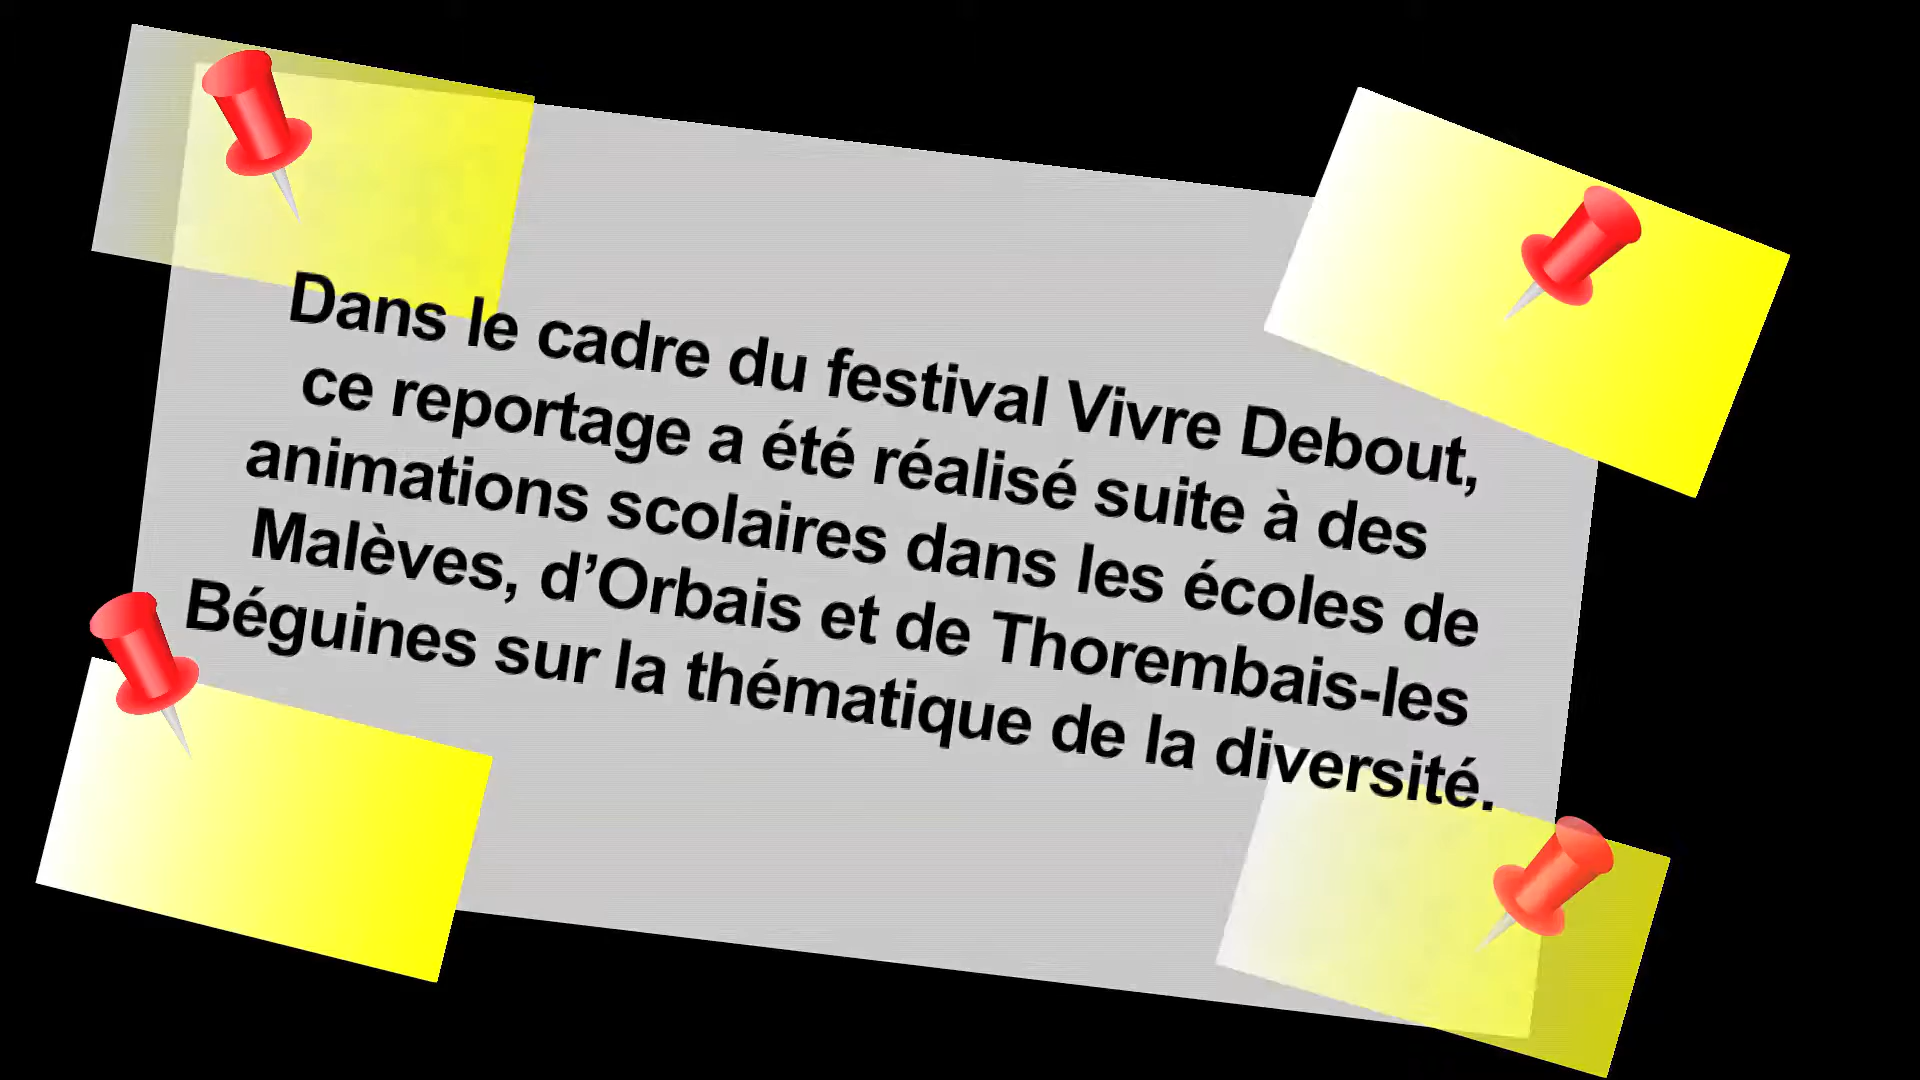 Dans le cadre du festival Vivre Debout,
ce reportage a été réalisé suite à des
animations scolaires dans les écoles de
Malèves, d’Orbais et de Thorembais-les
Béguines sur la thématique de la diversité.